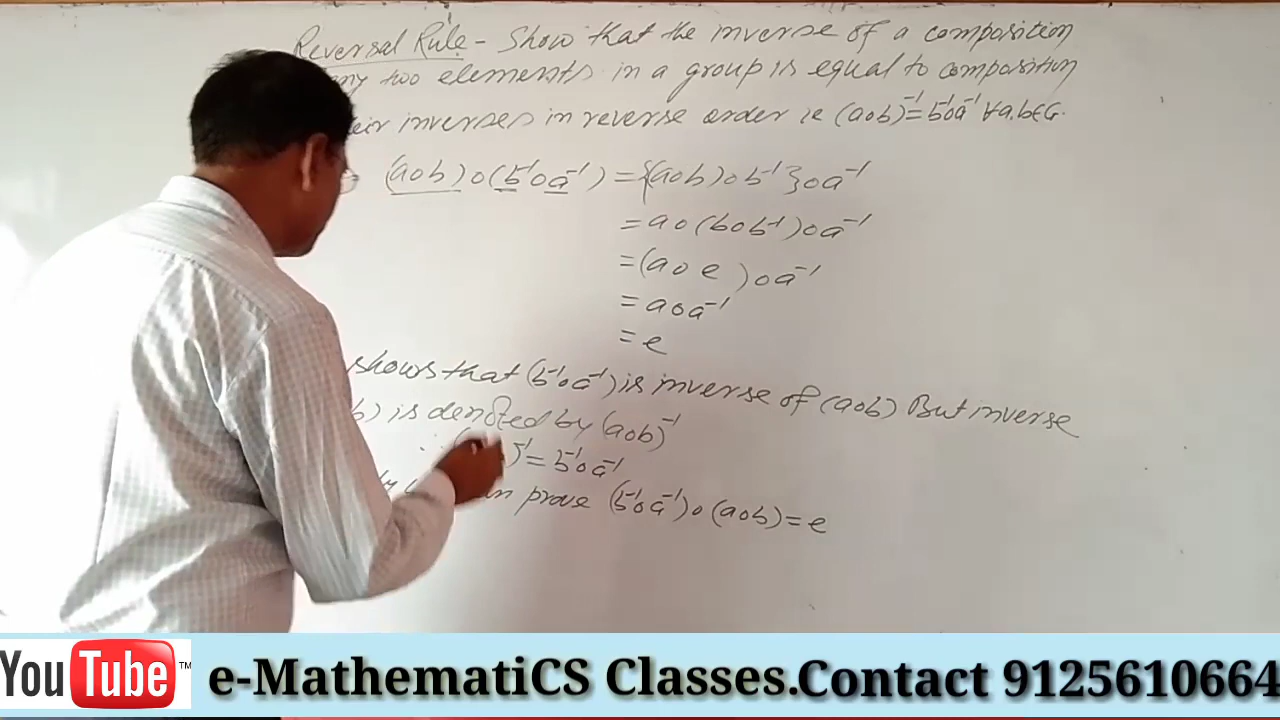 Reversal Rule - Show that the inverse of a composition
any two elements in a group is equal to composition
inverses in reverse order ie (aob)⁻¹=b⁻¹oa⁻¹ ∀a,b∈G.
(aob)o(b⁻¹oa⁻¹) = {(aob)ob⁻¹}oa⁻¹
= ao(bob⁻¹)oa⁻¹
= (aoe)oa⁻¹
= aoa⁻¹
= e
shows that (b⁻¹oa⁻¹) is inverse of (aob) But inverse
b) is denoted by (aob)⁻¹
)⁻¹ = b⁻¹oa⁻¹
prove (b⁻¹oa⁻¹)o(aob) = e
You Tube ™ e-MathematiCS Classes.Contact 9125610664